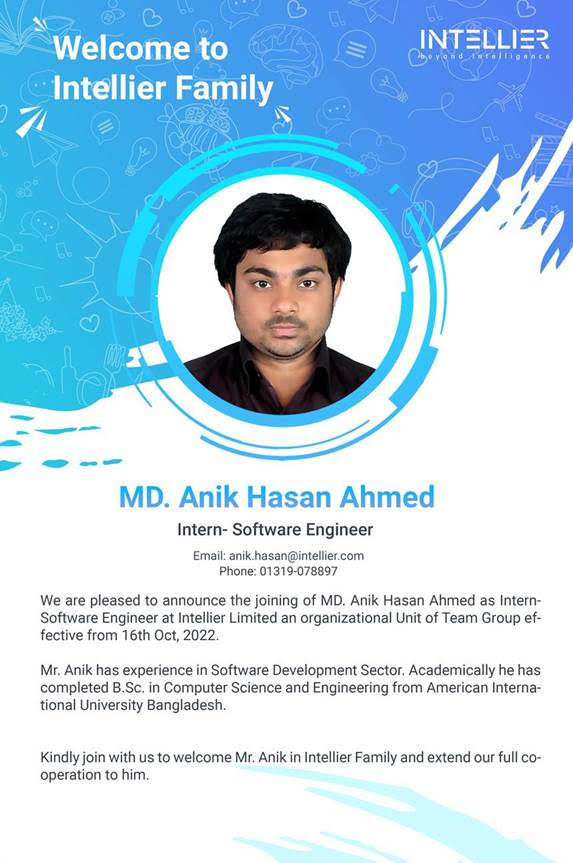 Welcome to
Intellier Family
INTELLIER
beyond intelligence
MD. Anik Hasan Ahmed
Intern- Software Engineer
Email: anik.hasan@intellier.com
Phone: 01319-078897
We are pleased to announce the joining of MD. Anik Hasan Ahmed as Intern-
Software Engineer at Intellier Limited an organizational Unit of Team Group ef-
fective from 16th Oct, 2022.
Mr. Anik has experience in Software Development Sector. Academically he has
completed B.Sc. in Computer Science and Engineering from American Interna-
tional University Bangladesh.
Kindly join with us to welcome Mr. Anik in Intellier Family and extend our full co-
operation to him.